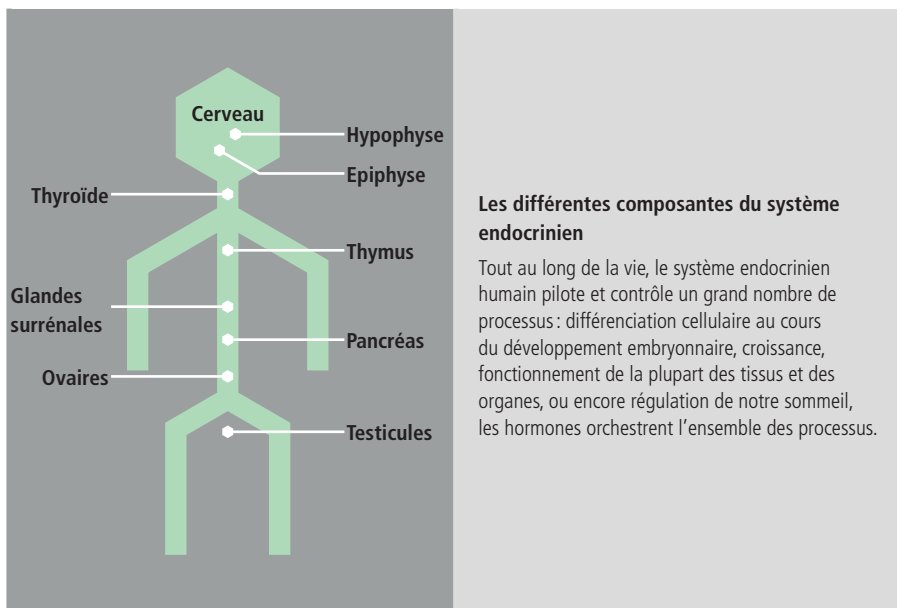 Cerveau
Hypophyse
Epiphyse
Thyroïde
Thymus
Glandes
surrénales
Pancréas
Ovaires
Testicules
Les différentes composantes du système
endocrinien
Tout au long de la vie, le système endocrinien
humain pilote et contrôle un grand nombre de
processus : différenciation cellulaire au cours
du développement embryonnaire, croissance,
fonctionnement de la plupart des tissus et des
organes, ou encore régulation de notre sommeil,
les hormones orchestrent l’ensemble des processus.